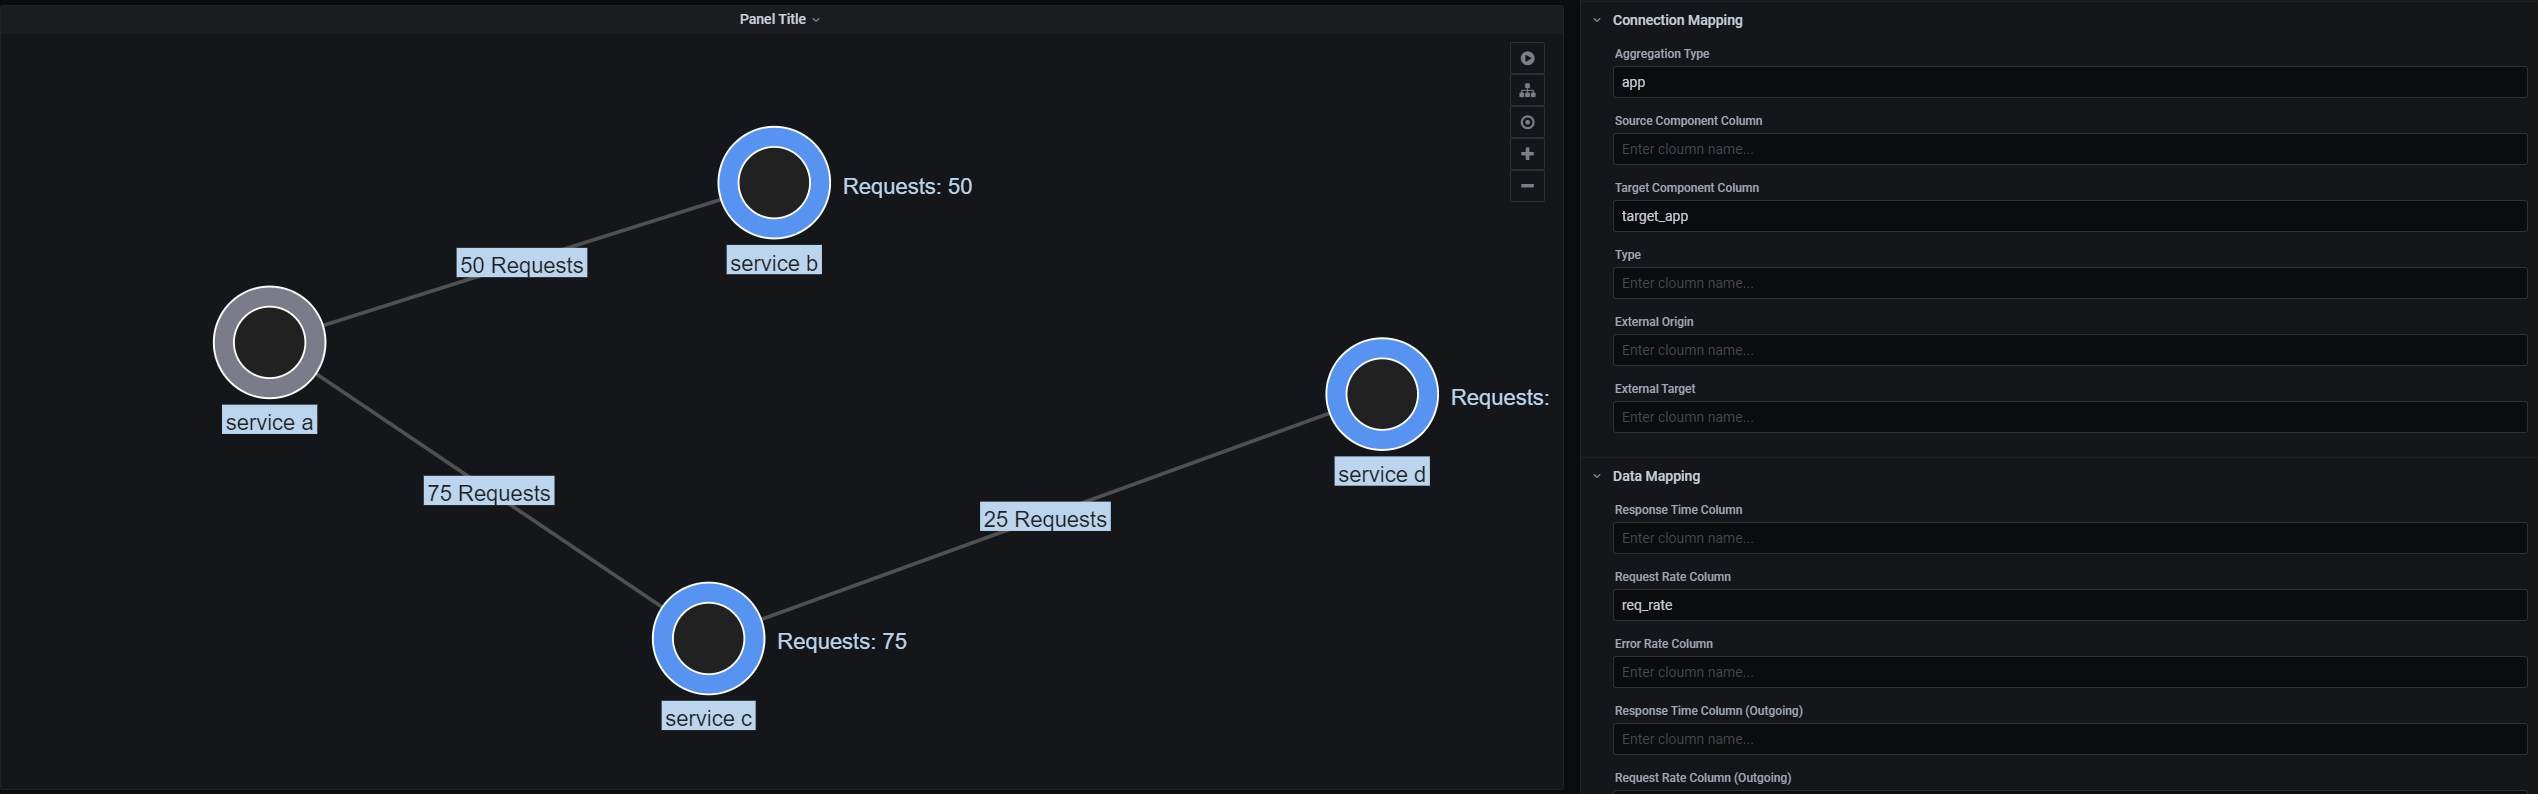 Panel Title
Requests: 50
service b
50 Requests
service a
Requests:
service d
75 Requests
25 Requests
Requests: 75
service c
Connection Mapping
Aggregation Type
app
Source Component Column
Enter cloumn name...
Target Component Column
target_app
Type
Enter cloumn name...
External Origin
Enter cloumn name...
External Target
Enter cloumn name...
Data Mapping
Response Time Column
Enter cloumn name...
Request Rate Column
req_rate
Error Rate Column
Enter cloumn name...
Response Time Column (Outgoing)
Enter cloumn name...
Request Rate Column (Outgoing)